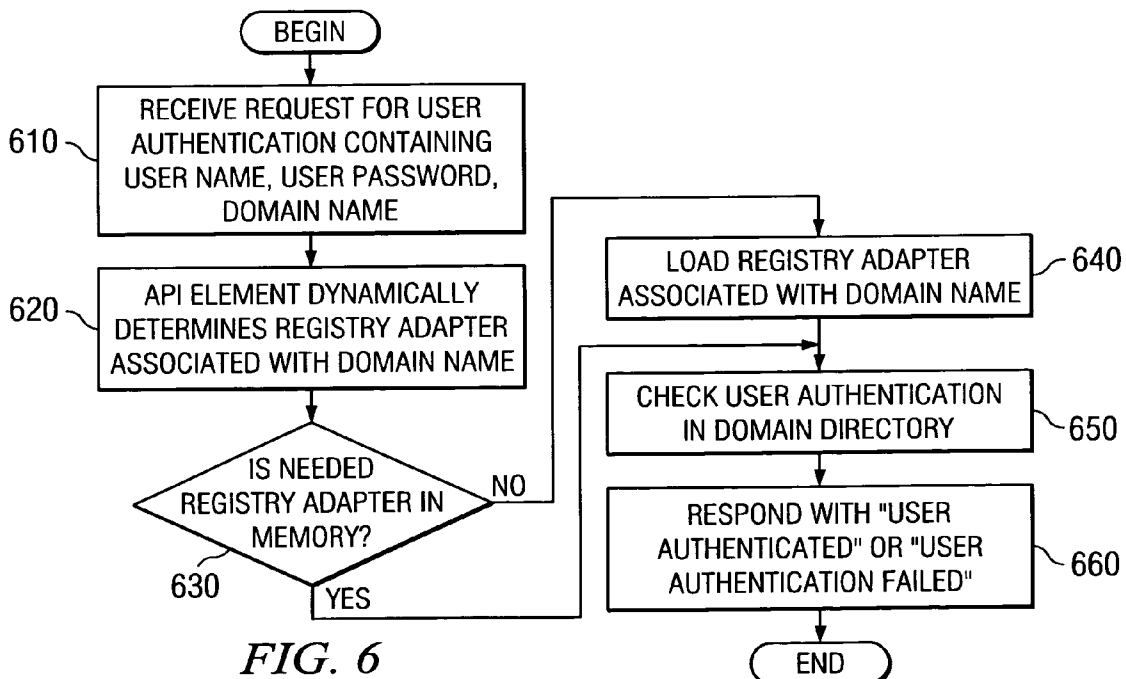 BEGIN
610
RECEIVE REQUEST FOR USER
AUTHENTICATION CONTAINING
USER NAME, USER PASSWORD,
DOMAIN NAME
620
API ELEMENT DYNAMICALLY
DETERMINES REGISTRY ADAPTER
ASSOCIATED WITH DOMAIN NAME
IS NEEDED
REGISTRY ADAPTER IN
MEMORY?
630
NO
YES
LOAD REGISTRY ADAPTER
ASSOCIATED WITH DOMAIN NAME
640
CHECK USER AUTHENTICATION
IN DOMAIN DIRECTORY
650
RESPOND WITH "USER
AUTHENTICATED" OR "USER
AUTHENTICATION FAILED"
660
END
FIG. 6